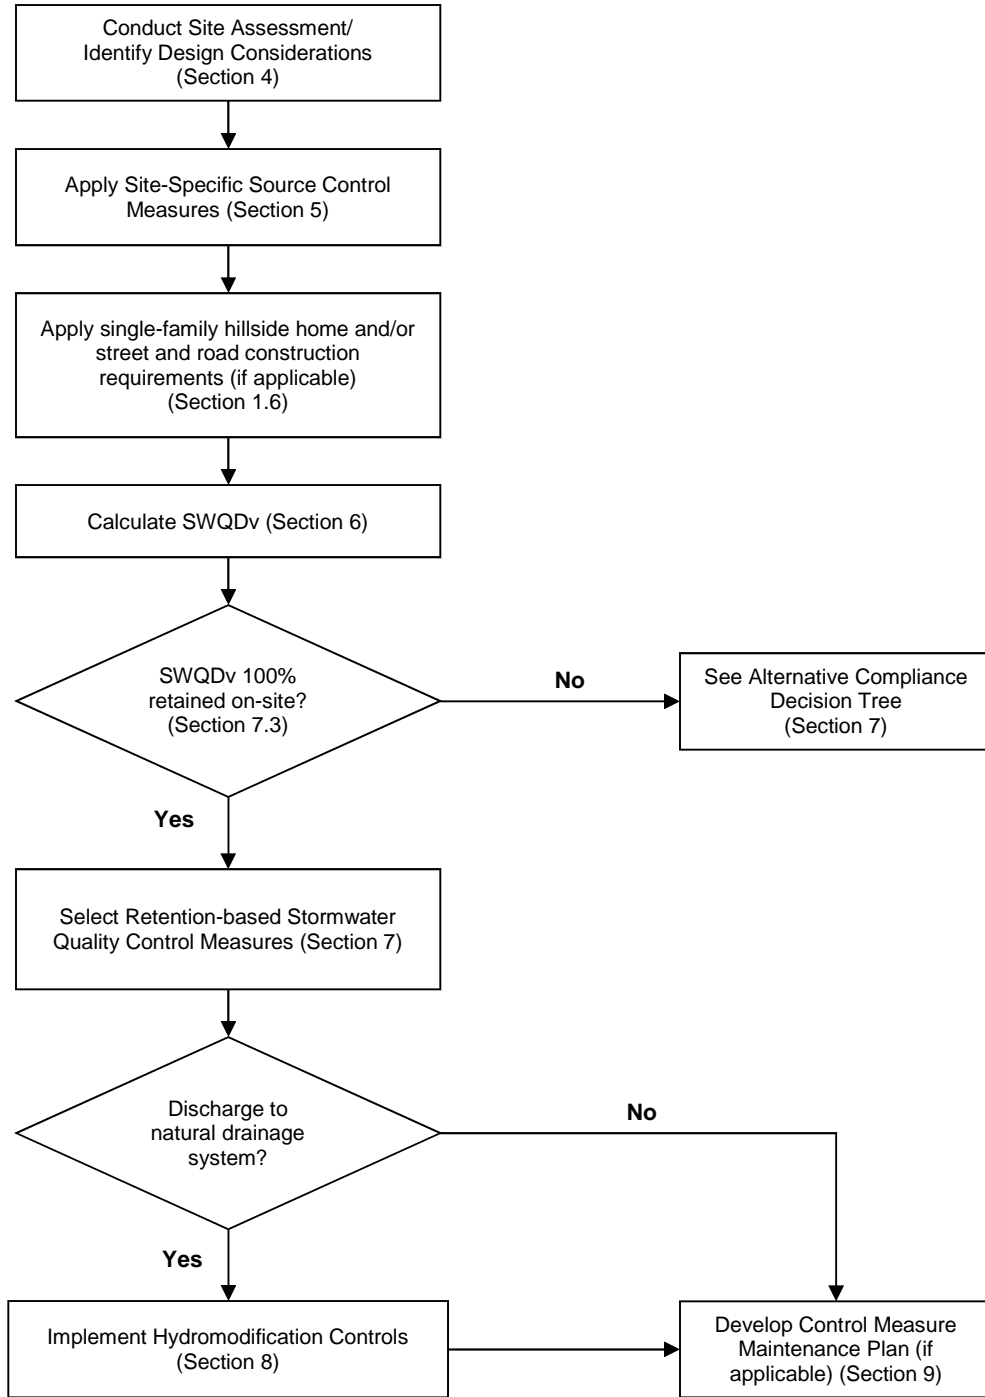 Conduct Site Assessment/
Identify Design Considerations
(Section 4)
Apply Site-Specific Source Control
Measures (Section 5)
Apply single-family hillside home and/or
street and road construction
requirements (if applicable)
(Section 1.6)
Calculate SWQDv (Section 6)
SWQDv 100%
retained on-site?
(Section 7.3)
No
See Alternative Compliance
Decision Tree
(Section 7)
Yes
Select Retention-based Stormwater
Quality Control Measures (Section 7)
Discharge to
natural drainage
system?
No
Yes
Implement Hydromodification Controls
(Section 8)
Develop Control Measure
Maintenance Plan (if
applicable) (Section 9)